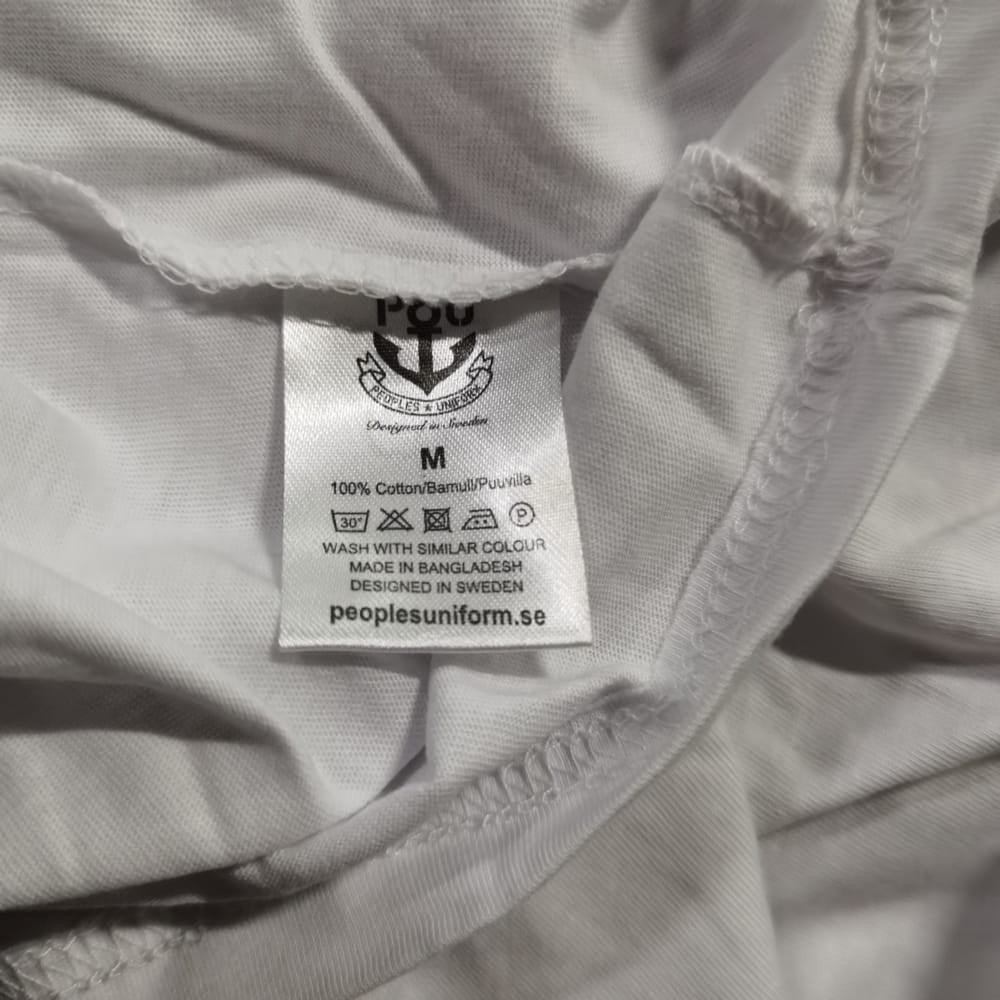 POU
PEOPLES ★ UNIFORM
Designed in Sweden
M
100% Cotton/Bamull/Puuvilla
30°
P
WASH WITH SIMILAR COLOUR
MADE IN BANGLADESH
DESIGNED IN SWEDEN
peoplesuniform.se